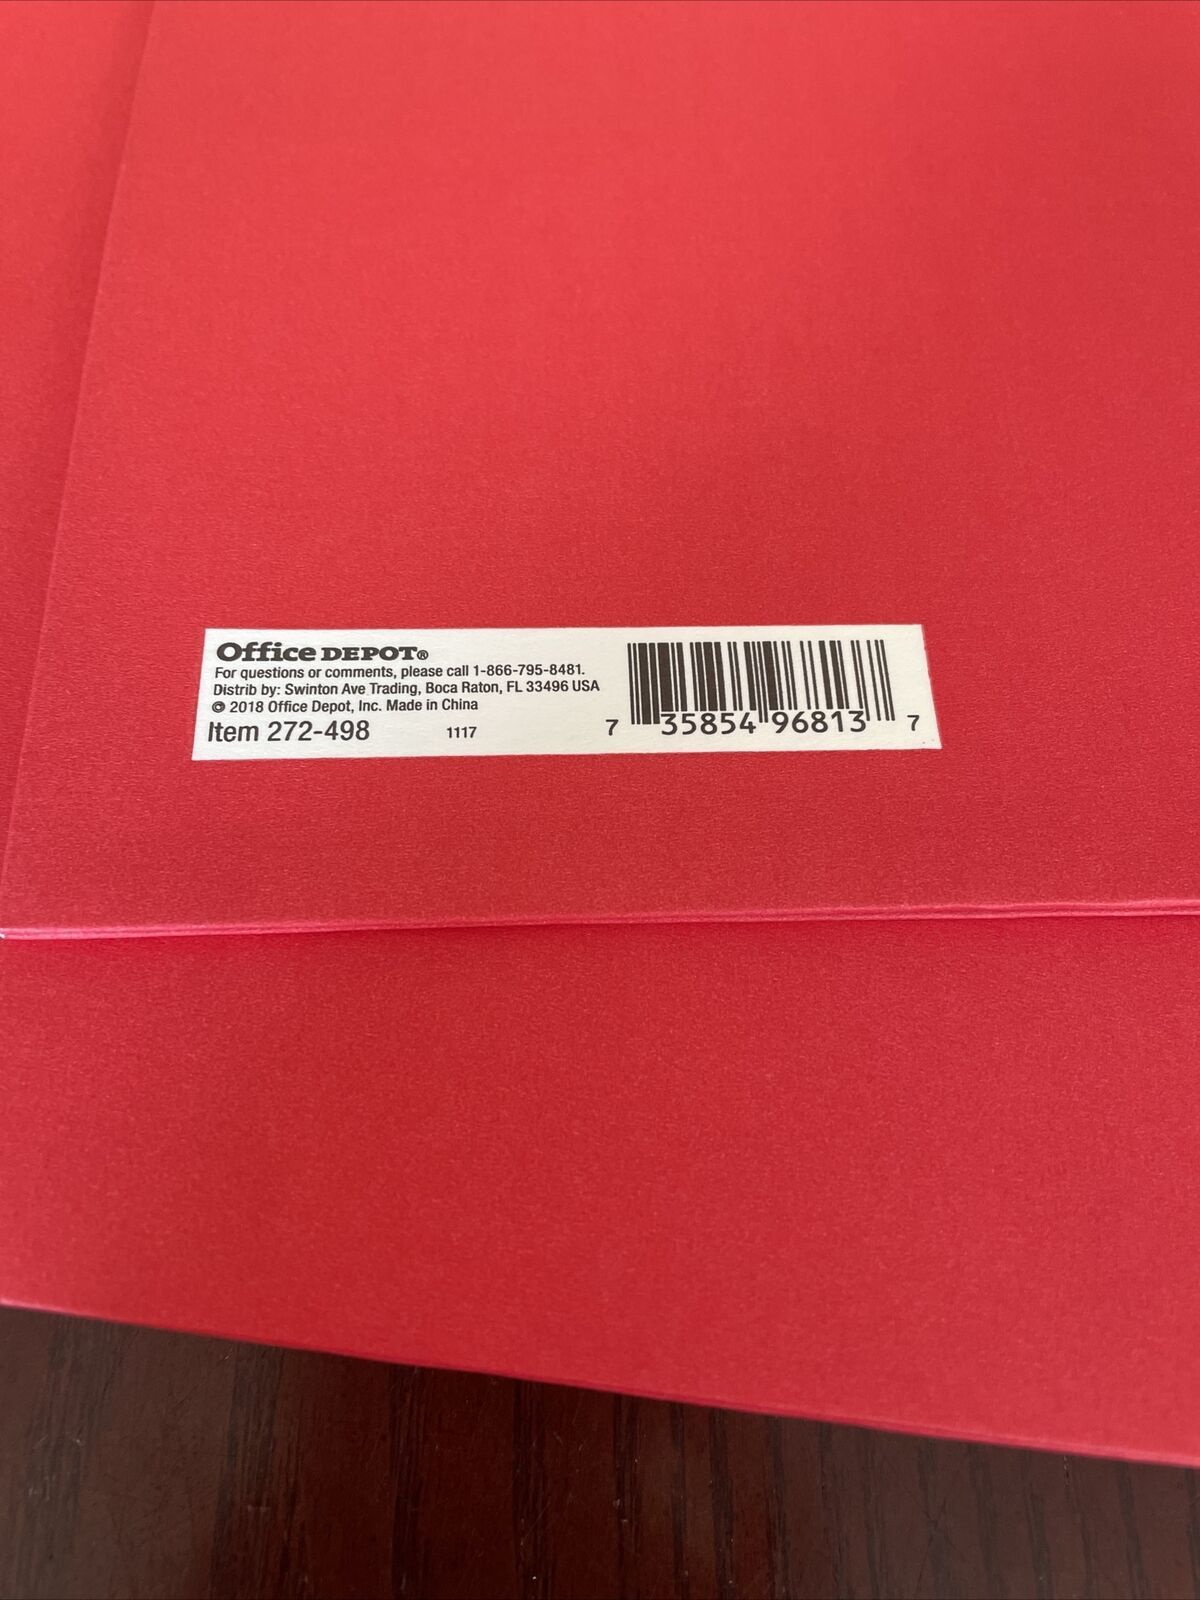 Office DEPOT®
For questions or comments, please call 1-866-795-8481.
Distrib by: Swinton Ave Trading, Boca Raton, FL 33496 USA
© 2018 Office Depot, Inc. Made in China
Item 272-498 1117
7 35854 96813 7